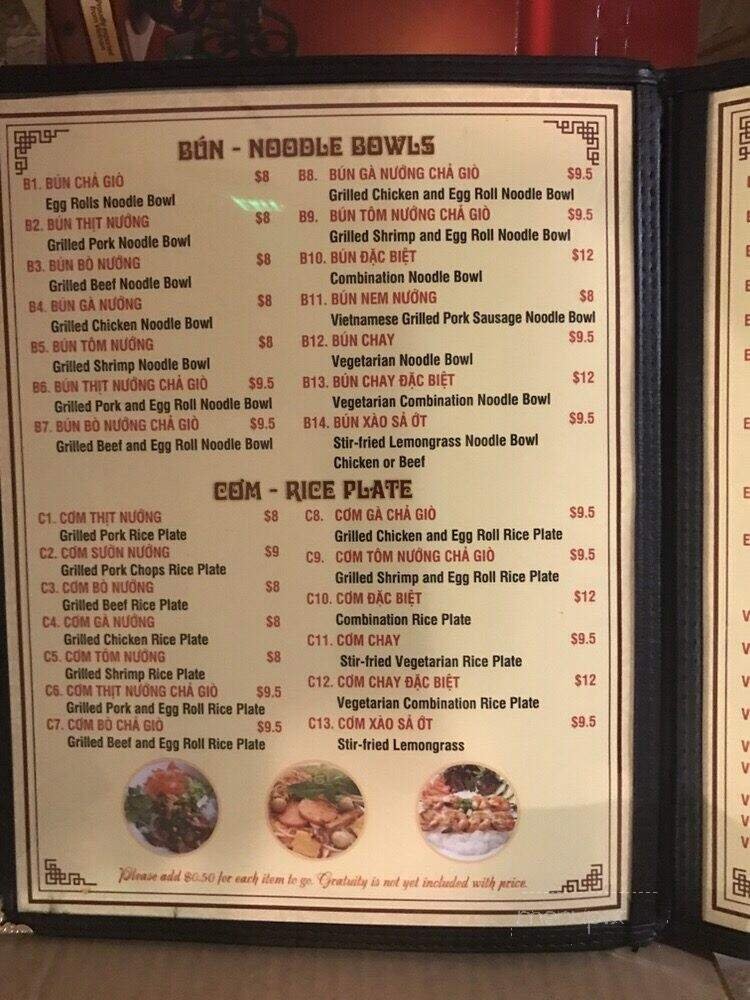 BÚN - NOODLE BOWLS
B1. BÚN CHẢ GIÒ $8
Egg Rolls Noodle Bowl
B2. BÚN THỊT NƯỚNG $8
Grilled Pork Noodle Bowl
B3. BÚN BÒ NƯỚNG $8
Grilled Beef Noodle Bowl
B4. BÚN GÀ NƯỚNG $8
Grilled Chicken Noodle Bowl
B5. BÚN TÔM NƯỚNG $8
Grilled Shrimp Noodle Bowl
B6. BÚN THỊT NƯỚNG CHẢ GIÒ $9.5
Grilled Pork and Egg Roll Noodle Bowl
B7. BÚN BÒ NƯỚNG CHẢ GIÒ $9.5
Grilled Beef and Egg Roll Noodle Bowl
B8. BÚN GÀ NƯỚNG CHẢ GIÒ $9.5
Grilled Chicken and Egg Roll Noodle Bowl
B9. BÚN TÔM NƯỚNG CHẢ GIÒ $9.5
Grilled Shrimp and Egg Roll Noodle Bowl
B10. BÚN ĐẶC BIỆT $12
Combination Noodle Bowl
B11. BÚN NEM NƯỚNG $8
Vietnamese Grilled Pork Sausage Noodle Bowl
B12. BÚN CHAY $9.5
Vegetarian Noodle Bowl
B13. BÚN CHAY ĐẶC BIỆT $12
Vegetarian Combination Noodle Bowl
B14. BÚN XÀO SẢ ỚT $9.5
Stir-fried Lemongrass Noodle Bowl
Chicken or Beef
CƠM - RICE PLATE
C1. CƠM THỊT NƯỚNG $8
Grilled Pork Rice Plate
C2. CƠM SƯỜN NƯỚNG $9
Grilled Pork Chops Rice Plate
C3. CƠM BÒ NƯỚNG $8
Grilled Beef Rice Plate
C4. CƠM GÀ NƯỚNG $8
Grilled Chicken Rice Plate
C5. CƠM TÔM NƯỚNG $8
Grilled Shrimp Rice Plate
C6. CƠM THỊT NƯỚNG CHẢ GIÒ $9.5
Grilled Pork and Egg Roll Rice Plate
C7. CƠM BÒ CHẢ GIÒ $9.5
Grilled Beef and Egg Roll Rice Plate
C8. CƠM GÀ CHẢ GIÒ $9.5
Grilled Chicken and Egg Roll Rice Plate
C9. CƠM TÔM NƯỚNG CHẢ GIÒ $9.5
Grilled Shrimp and Egg Roll Rice Plate
C10. CƠM ĐẶC BIỆT $12
Combination Rice Plate
C11. CƠM CHAY $9.5
Stir-fried Vegetarian Rice Plate
C12. CƠM CHAY ĐẶC BIỆT $12
Vegetarian Combination Rice Plate
C13. CƠM XÀO SẢ ỚT $9.5
Stir-fried Lemongrass
Please add $0.50 for each item to go. Gratuity is not yet included with price.
menupix